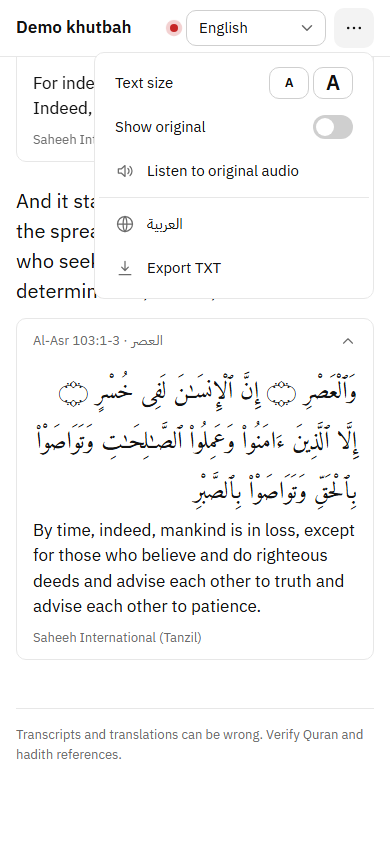 Demo khutbah
English
Text size
A
A
Show original
Listen to original audio
العربية
Export TXT
For inde
Indeed,
Saheeh In
And it sta
the sprea
who seek
determin
Al-Asr 103:1-3 · العصر
وَٱلْعَصْرِ ۝ إِنَّ ٱلْإِنسَـٰنَ لَفِى خُسْرٍ ۝
إِلَّا ٱلَّذِينَ ءَامَنُوا۟ وَعَمِلُوا۟ ٱلصَّـٰلِحَـٰتِ وَتَوَاصَوْا۟
بِٱلْحَقِّ وَتَوَاصَوْا۟ بِٱلصَّبْرِ
By time, indeed, mankind is in loss, except
for those who believe and do righteous
deeds and advise each other to truth and
advise each other to patience.
Saheeh International (Tanzil)
Transcripts and translations can be wrong. Verify Quran and
hadith references.